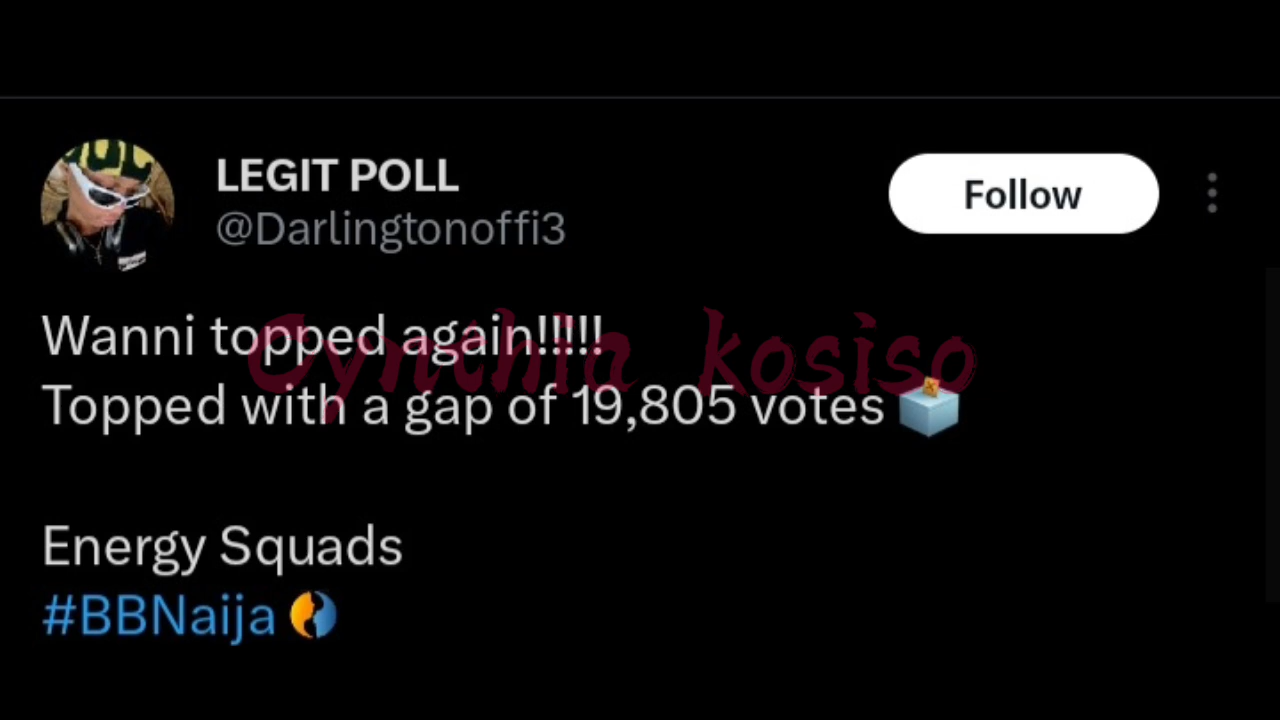 LEGIT POLL
@Darlingtonoffi3
Follow
Wanni topped again!!!!!
Cynthia kosiso
Topped with a gap of 19,805 votes 🗳️
Energy Squads
#BBNaija